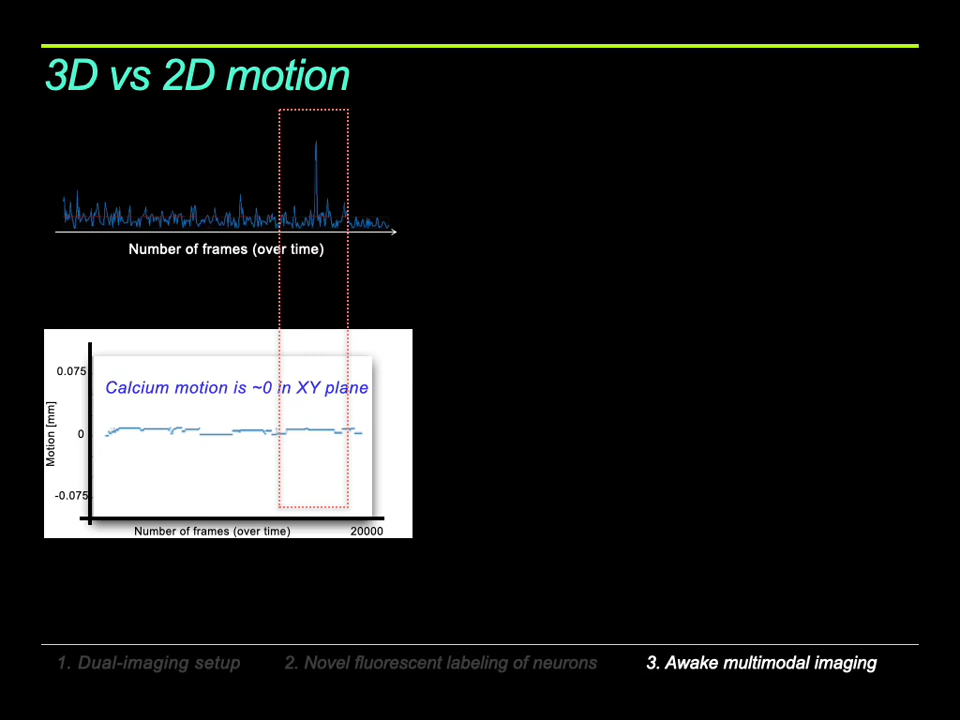 3D vs 2D motion
Number of frames (over time)
Calcium motion is ~0 in XY plane
0.075
0
-0.075
Motion [mm]
Number of frames (over time)
20000
1. Dual-imaging setup
2. Novel fluorescent labeling of neurons
3. Awake multimodal imaging